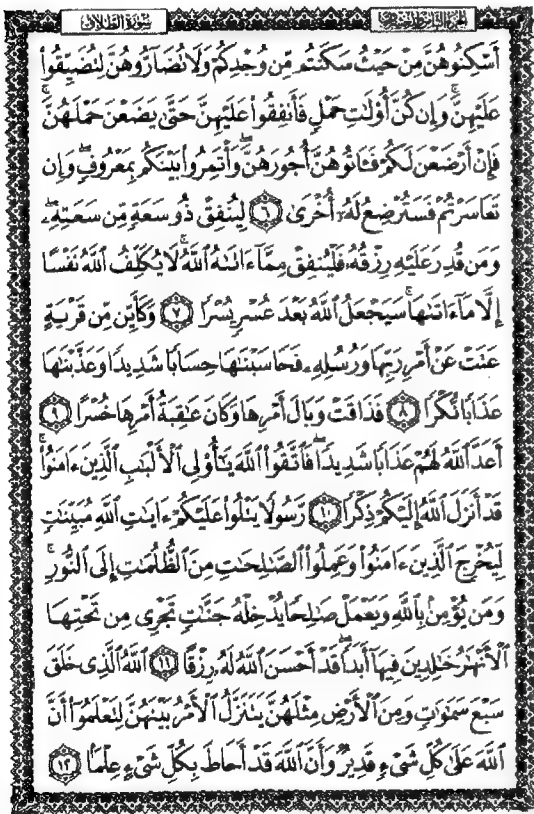 سورة الطلاق الجزء الثامن والعشرون
أَسْكِنُوهُنَّ مِنْ حَيْثُ سَكَنتُم مِّن وُجْدِكُمْ وَلَا تُضَآرُّوهُنَّ لِتُضَيِّقُوا۟
عَلَيْهِنَّ ۚ وَإِن كُنَّ أُو۟لَٰتِ حَمْلٍ فَأَنفِقُوا۟ عَلَيْهِنَّ حَتَّىٰ يَضَعْنَ حَمْلَهُنَّ ۚ
فَإِنْ أَرْضَعْنَ لَكُمْ فَـَٔاتُوهُنَّ أُجُورَهُنَّ ۖ وَأْتَمِرُوا۟ بَيْنَكُم بِمَعْرُوفٍ ۖ وَإِن
تَعَاسَرْتُمْ فَسَتُرْضِعُ لَهُۥٓ أُخْرَىٰ ٦ لِيُنفِقْ ذُو سَعَةٍ مِّن سَعَتِهِۦ ۖ
وَمَن قُدِرَ عَلَيْهِ رِزْقُهُۥ فَلْيُنفِقْ مِمَّآ ءَاتَىٰهُ ٱللَّهُ ۚ لَا يُكَلِّفُ ٱللَّهُ نَفْسًا
إِلَّا مَآ ءَاتَىٰهَا ۚ سَيَجْعَلُ ٱللَّهُ بَعْدَ عُسْرٍ يُسْرًا ٧ وَكَأَيِّن مِّن قَرْيَةٍ
عَتَتْ عَنْ أَمْرِ رَبِّهَا وَرُسُلِهِۦ فَحَاسَبْنَٰهَا حِسَابًا شَدِيدًا وَعَذَّبْنَٰهَا
عَذَابًا نُّكْرًا ٨ فَذَاقَتْ وَبَالَ أَمْرِهَا وَكَانَ عَٰقِبَةُ أَمْرِهَا خُسْرًا ٩
أَعَدَّ ٱللَّهُ لَهُمْ عَذَابًا شَدِيدًا ۖ فَٱتَّقُوا۟ ٱللَّهَ يَٰٓأُو۟لِى ٱلْأَلْبَٰبِ ٱلَّذِينَ ءَامَنُوا۟ ۚ
قَدْ أَنزَلَ ٱللَّهُ إِلَيْكُمْ ذِكْرًا ١٠ رَّسُولًا يَتْلُوا۟ عَلَيْكُمْ ءَايَٰتِ ٱللَّهِ مُبَيِّنَٰتٍ
لِّيُخْرِجَ ٱلَّذِينَ ءَامَنُوا۟ وَعَمِلُوا۟ ٱلصَّٰلِحَٰتِ مِنَ ٱلظُّلُمَٰتِ إِلَى ٱلنُّورِ ۚ
وَمَن يُؤْمِنۢ بِٱللَّهِ وَيَعْمَلْ صَٰلِحًا يُدْخِلْهُ جَنَّٰتٍ تَجْرِى مِن تَحْتِهَا
ٱلْأَنْهَٰرُ خَٰلِدِينَ فِيهَآ أَبَدًا ۖ قَدْ أَحْسَنَ ٱللَّهُ لَهُۥ رِزْقًا ١١ ٱللَّهُ ٱلَّذِى خَلَقَ
سَبْعَ سَمَٰوَٰتٍ وَمِنَ ٱلْأَرْضِ مِثْلَهُنَّ يَتَنَزَّلُ ٱلْأَمْرُ بَيْنَهُنَّ لِتَعْلَمُوٓا۟ أَنَّ
ٱللَّهَ عَلَىٰ كُلِّ شَىْءٍ قَدِيرٌ وَأَنَّ ٱللَّهَ قَدْ أَحَاطَ بِكُلِّ شَىْءٍ عِلْمًۢا ١٢